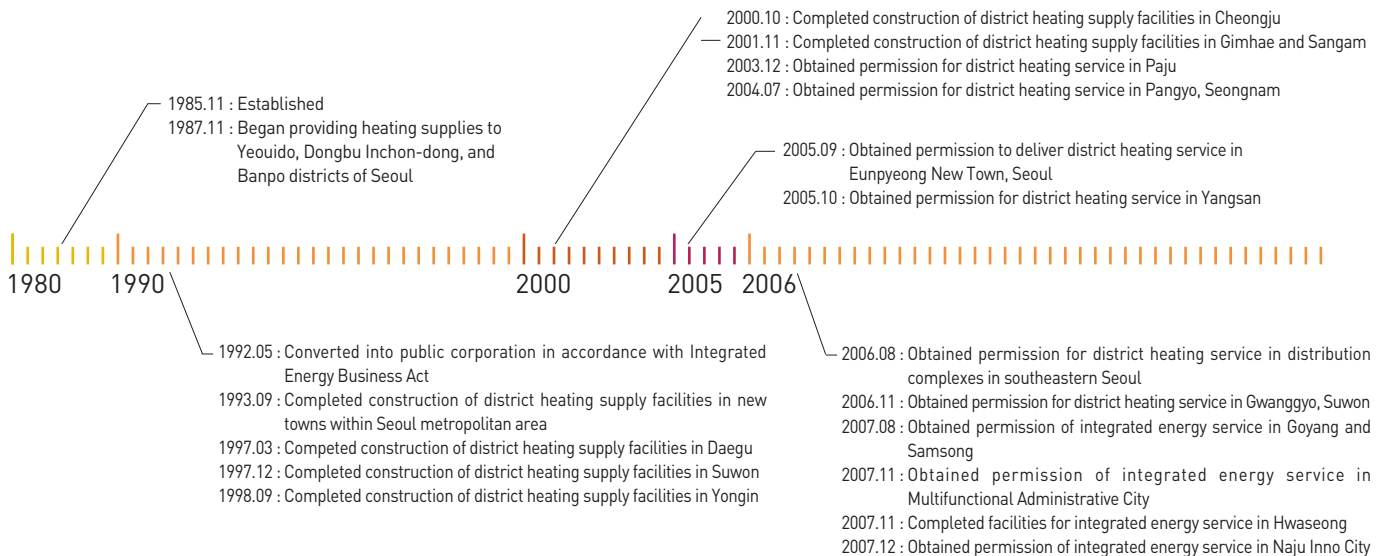 2000.10 : Completed construction of district heating supply facilities in Cheongju
2001.11 : Completed construction of district heating supply facilities in Gimhae and Sangam
2003.12 : Obtained permission for district heating service in Paju
2004.07 : Obtained permission for district heating service in Pangyo, Seongnam
1985.11 : Established
1987.11 : Began providing heating supplies to
Yeouido, Dongbu Inchon-dong, and
Banpo districts of Seoul
2005.09 : Obtained permission to deliver district heating service in
Eunpyeong New Town, Seoul
2005.10 : Obtained permission for district heating service in Yangsan
1980 1990 2000 2005 2006
1992.05 : Converted into public corporation in accordance with Integrated
Energy Business Act
1993.09 : Completed construction of district heating supply facilities in new
towns within Seoul metropolitan area
1997.03 : Competed construction of district heating supply facilities in Daegu
1997.12 : Completed construction of district heating supply facilities in Suwon
1998.09 : Completed construction of district heating supply facilities in Yongin
2006.08 : Obtained permission for district heating service in distribution
complexes in southeastern Seoul
2006.11 : Obtained permission for district heating service in Gwanggyo, Suwon
2007.08 : Obtained permission of integrated energy service in Goyang and
Samsong
2007.11 : Obtained permission of integrated energy service in
Multifunctional Administrative City
2007.11 : Completed facilities for integrated energy service in Hwaseong
2007.12 : Obtained permission of integrated energy service in Naju Inno City